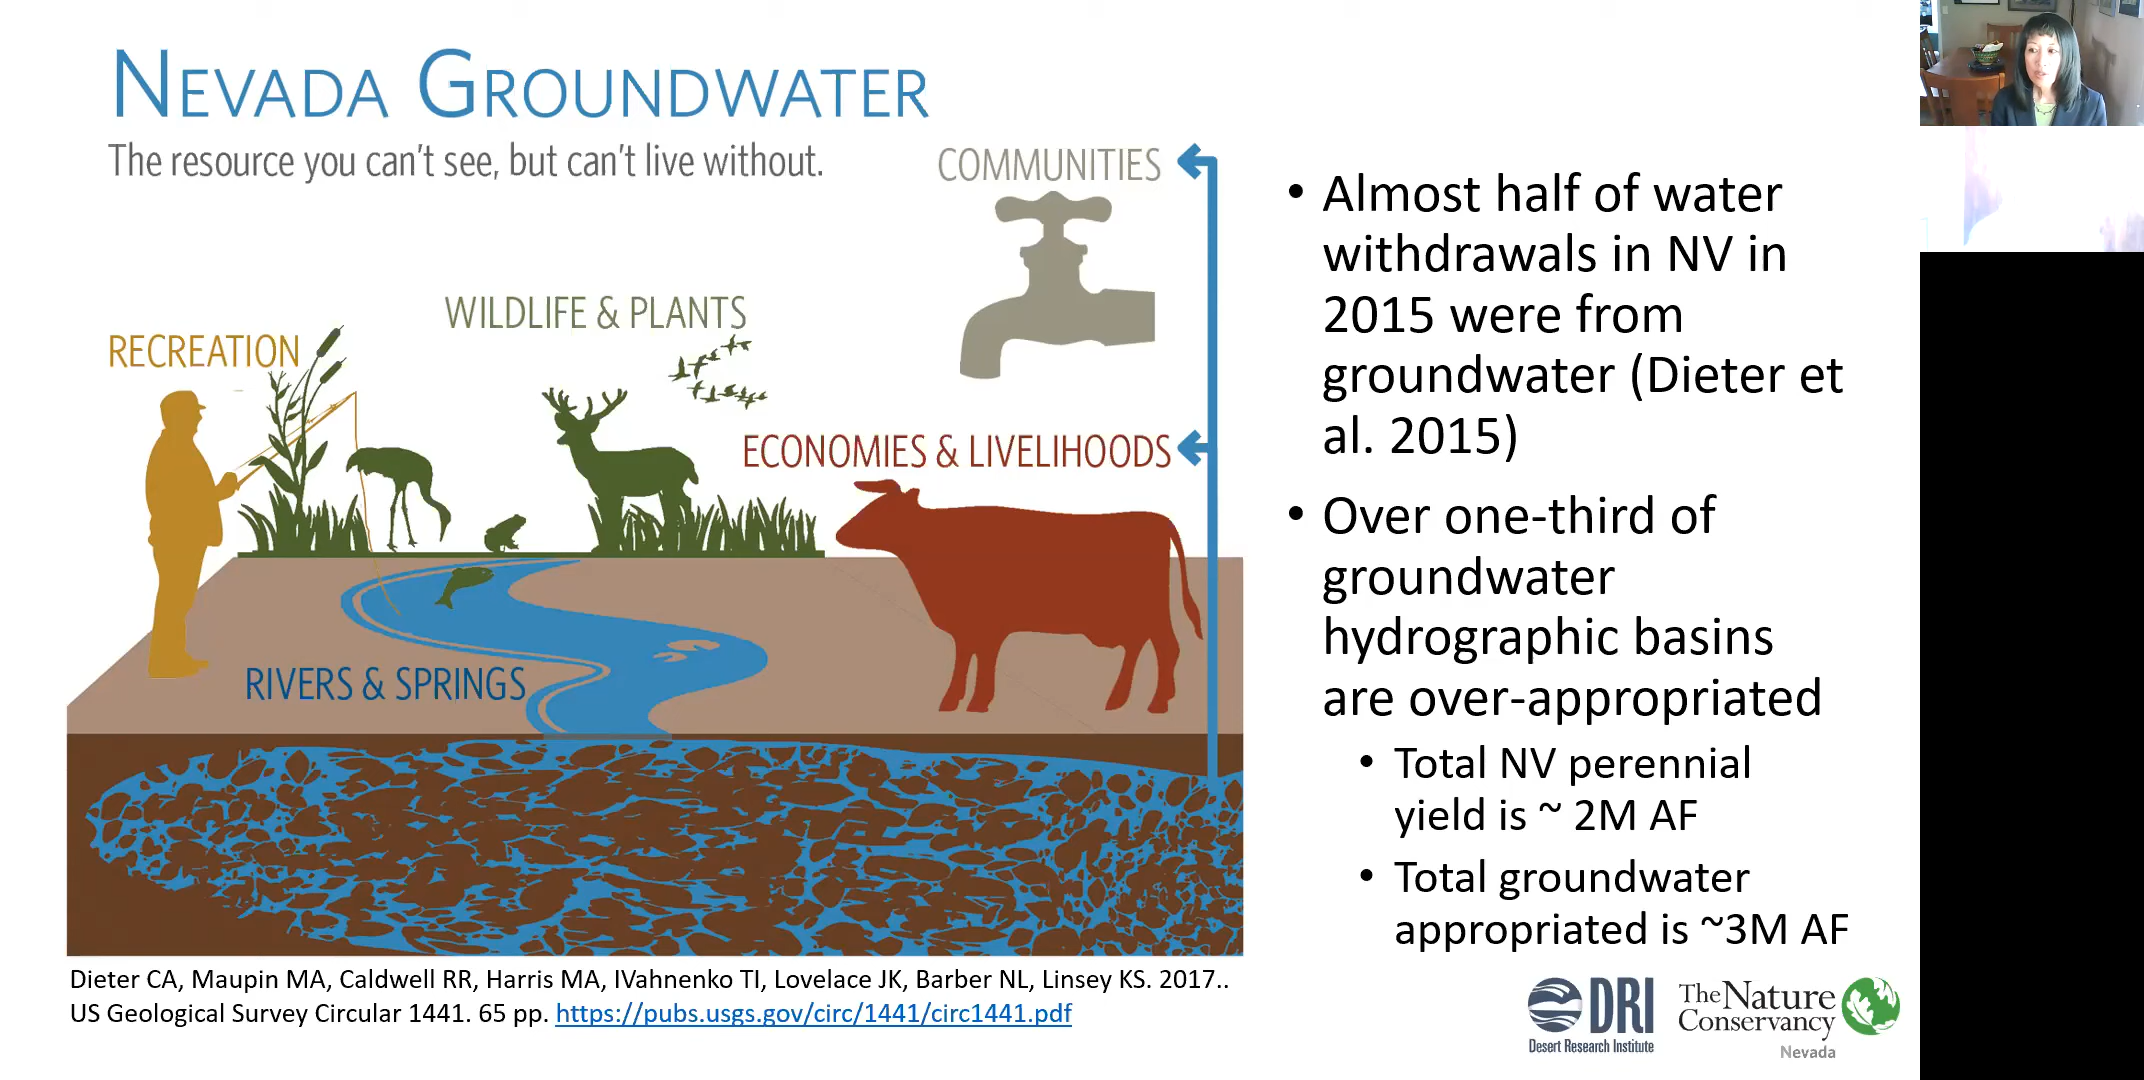 NEVADA GROUNDWATER
The resource you can't see, but can't live without.
COMMUNITIES
WILDLIFE & PLANTS
RECREATION
ECONOMIES & LIVELIHOODS
RIVERS & SPRINGS
• Almost half of water
withdrawals in NV in
2015 were from
groundwater (Dieter et
al. 2015)
• Over one-third of
groundwater
hydrographic basins
are over-appropriated
• Total NV perennial
yield is ~ 2M AF
• Total groundwater
appropriated is ~3M AF
Dieter CA, Maupin MA, Caldwell RR, Harris MA, IVahnenko TI, Lovelace JK, Barber NL, Linsey KS. 2017..
US Geological Survey Circular 1441. 65 pp. https://pubs.usgs.gov/circ/1441/circ1441.pdf
DRI
Desert Research Institute
The Nature
Conservancy
Nevada